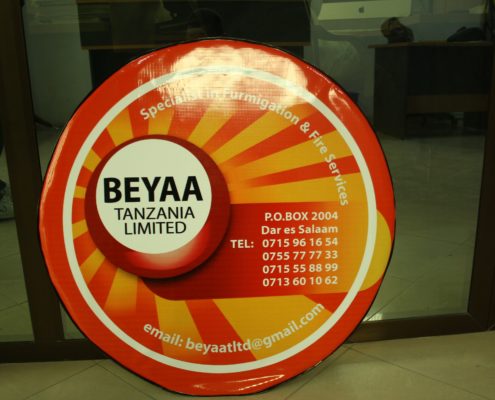 Specialist in Furmigation & Fire Services
BEYAA
TANZANIA
LIMITED
P.O.BOX 2004
Dar es Salaam
TEL: 0715 96 16 54
0755 77 77 33
0715 55 88 99
0713 60 10 62
email: beyaatltd@gmail.com